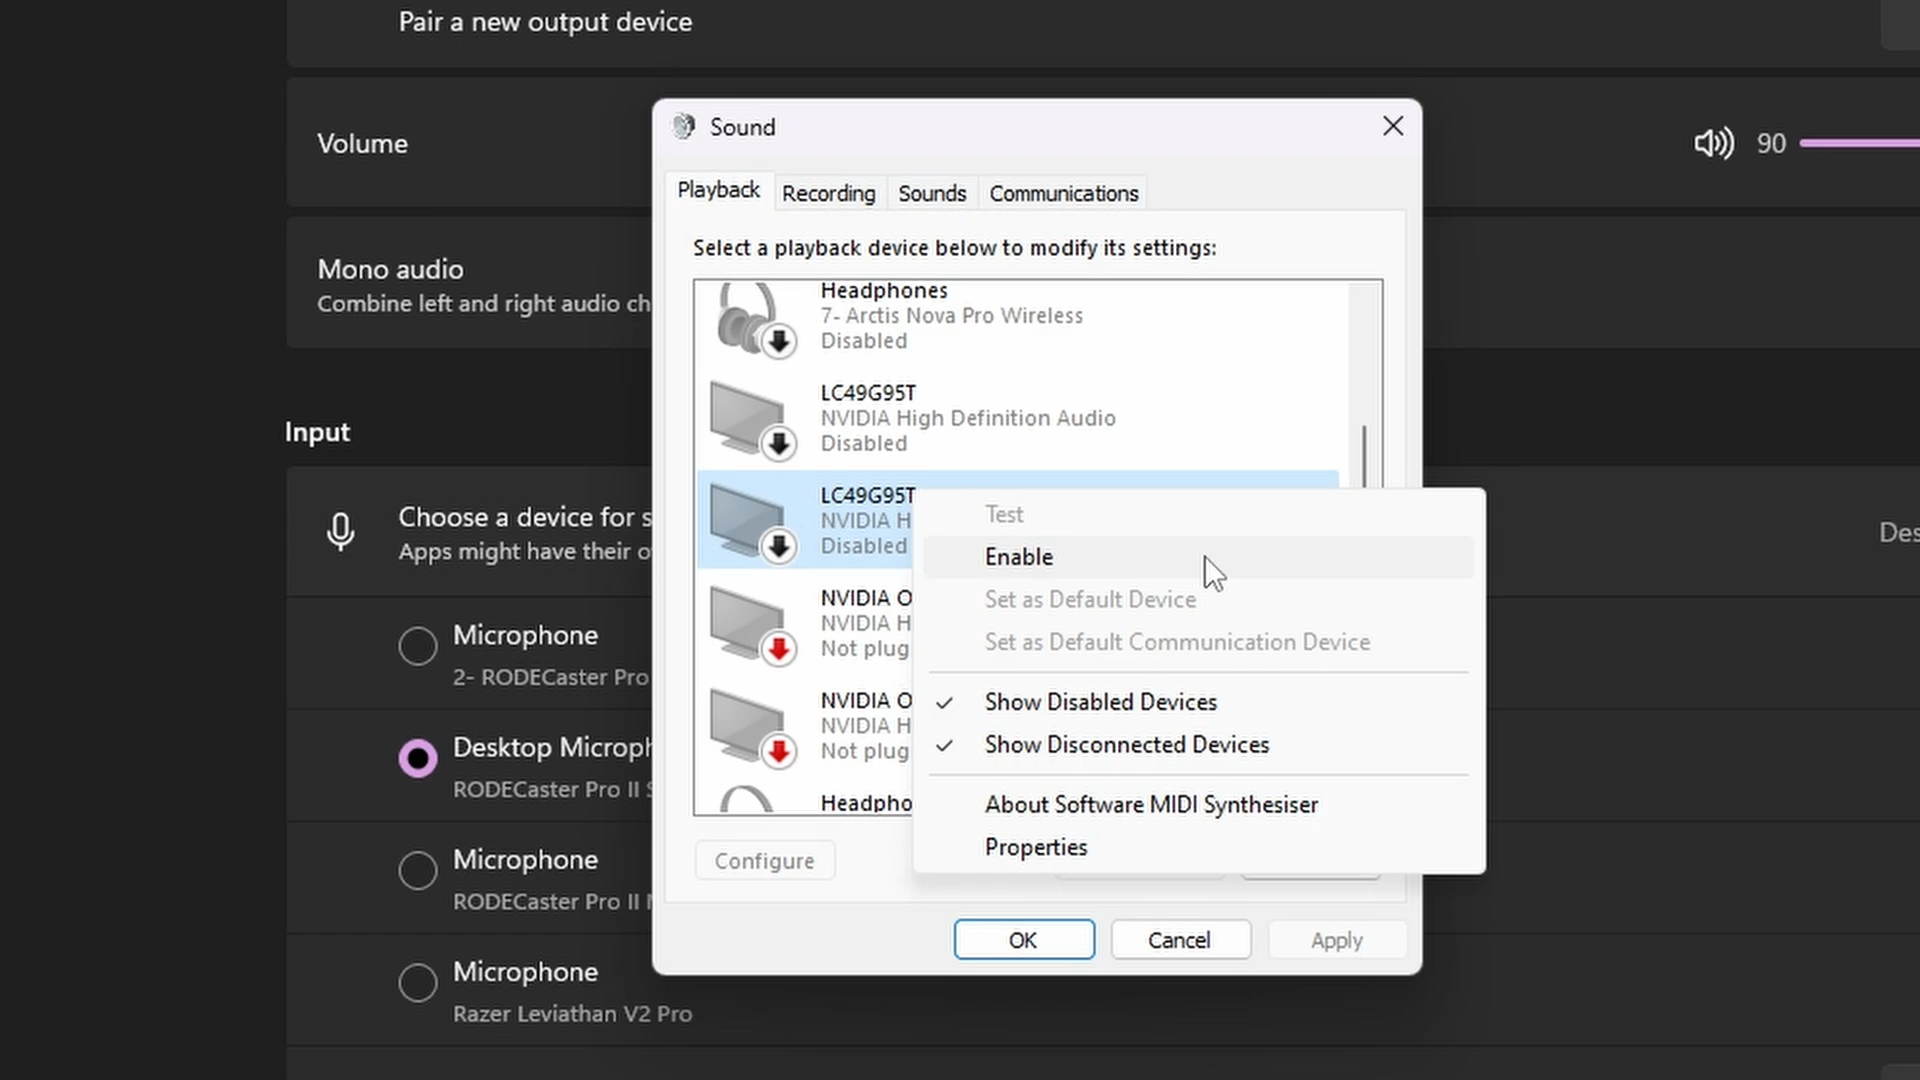 Pair a new output device
Volume
90
Mono audio
Combine left and right audio ch
Input
Choose a device for s
Apps might have their o
Des
Microphone
2- RODECaster Pro
Desktop Microph
RODECaster Pro II S
Microphone
RODECaster Pro II
Microphone
Razer Leviathan V2 Pro
Sound
Playback
Recording
Sounds
Communications
Select a playback device below to modify its settings:
Headphones
7- Arctis Nova Pro Wireless
Disabled
LC49G95T
NVIDIA High Definition Audio
Disabled
LC49G95T
NVIDIA H
Disabled
NVIDIA O
NVIDIA H
Not plug
NVIDIA O
NVIDIA H
Not plug
Headpho
Test
Enable
Set as Default Device
Set as Default Communication Device
Show Disabled Devices
Show Disconnected Devices
About Software MIDI Synthesiser
Properties
Configure
OK
Cancel
Apply